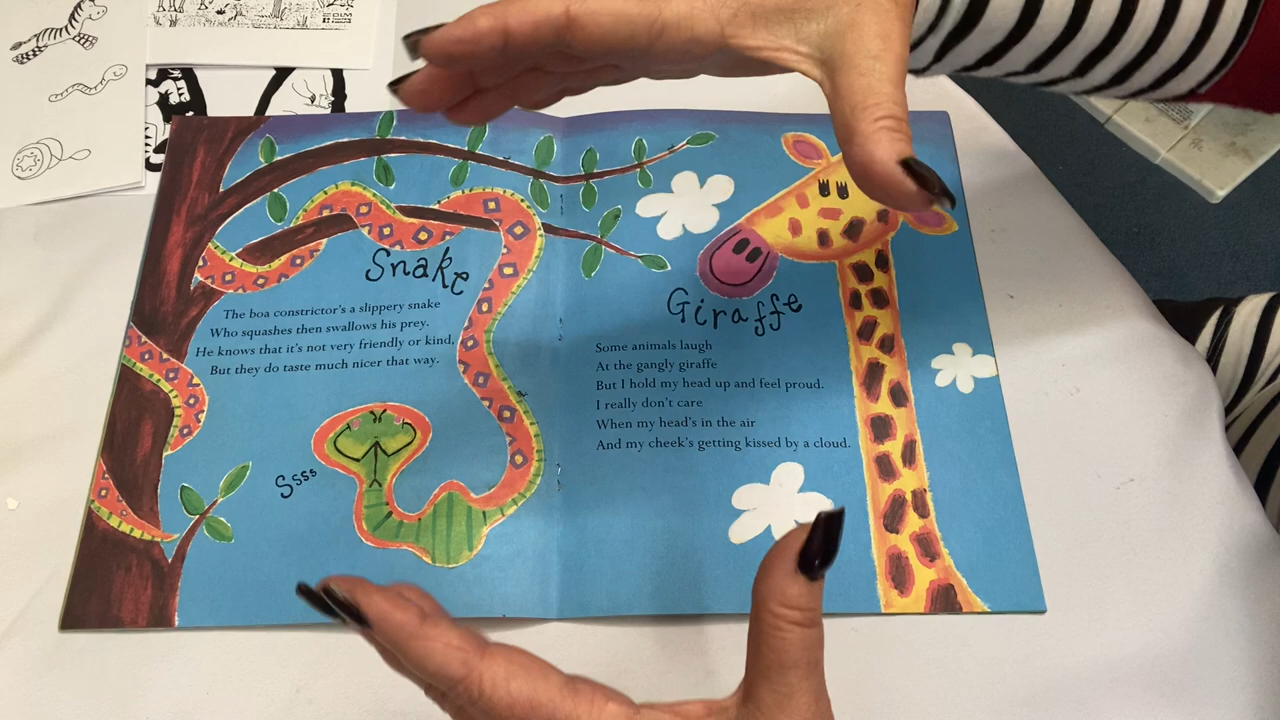 Snake
The boa constrictor's a slippery snake
Who squashes then swallows his prey.
He knows that it's not very friendly or kind,
But they do taste much nicer that way.
Ssss
Giraffe
Some animals laugh
At the gangly giraffe
But I hold my head up and feel proud.
I really don't care
When my head's in the air
And my cheek's getting kissed by a cloud.